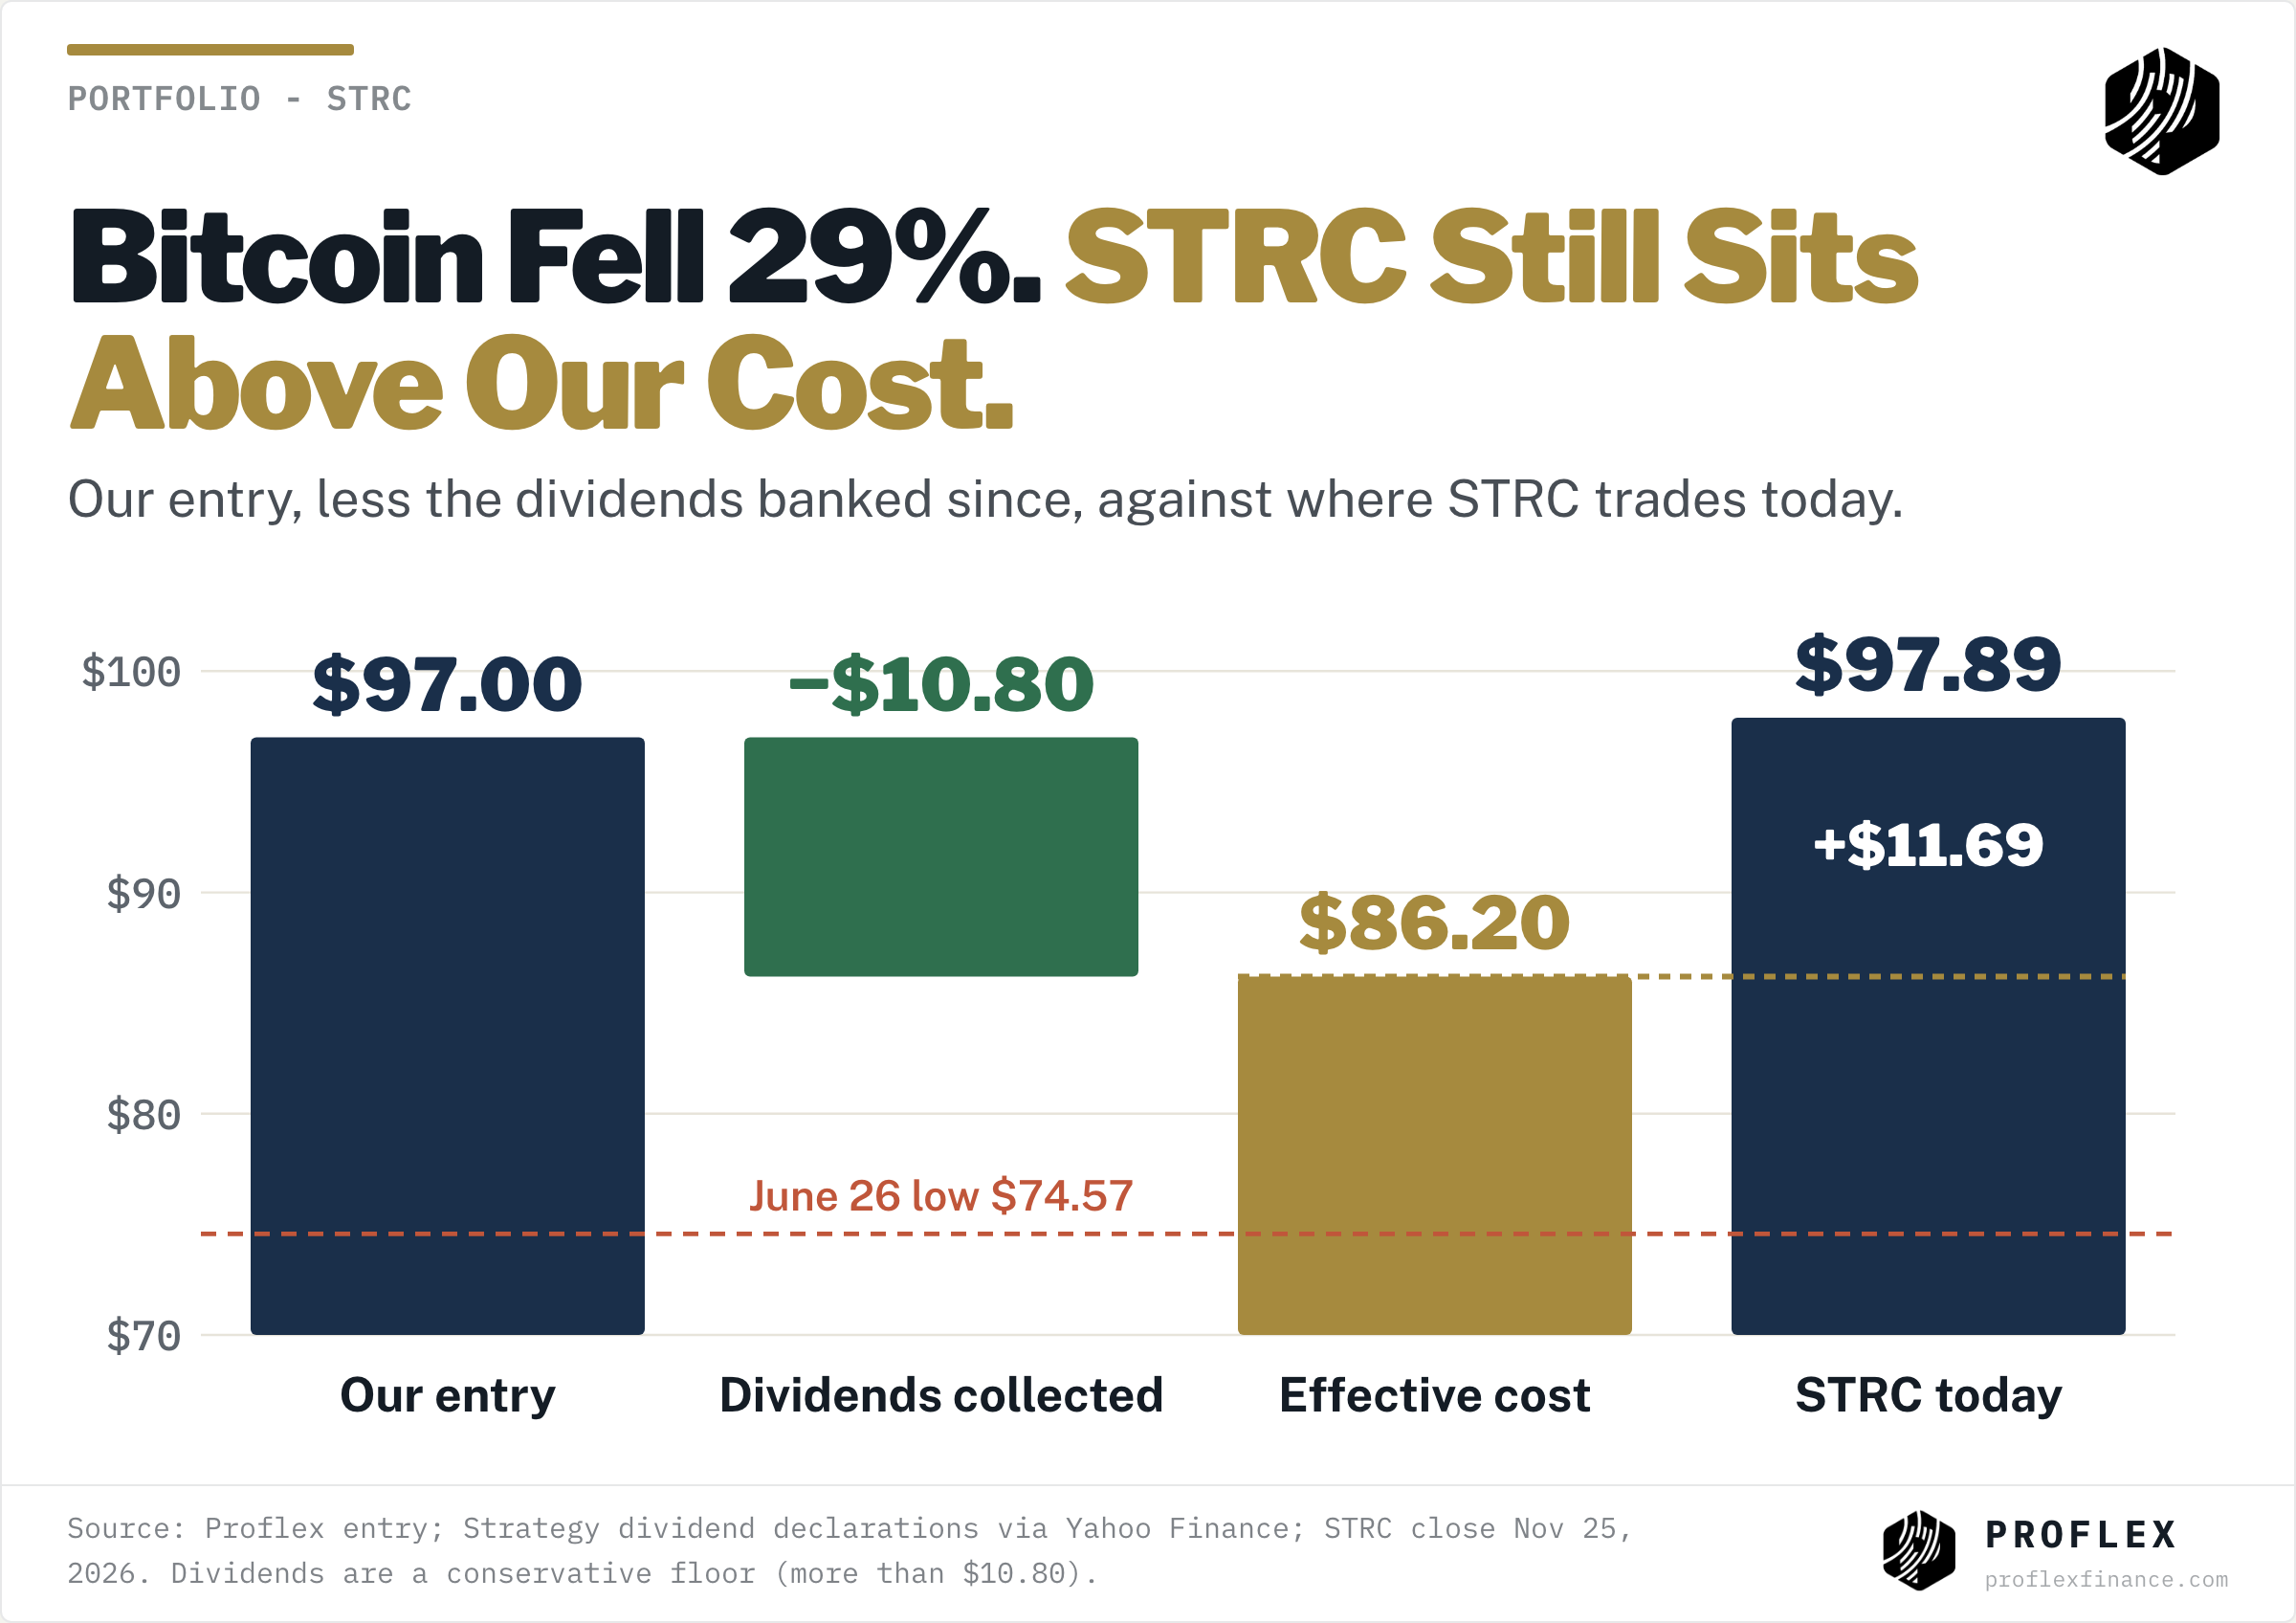 PORTFOLIO - STRC
Bitcoin Fell 29%. STRC Still Sits
Above Our Cost.
Our entry, less the dividends banked since, against where STRC trades today.
$100
$90
$80
$70
$97.00
–$10.80
$86.20
$97.89
+$11.69
June 26 low $74.57
Our entry
Dividends collected
Effective cost
STRC today
Source: Proflex entry; Strategy dividend declarations via Yahoo Finance; STRC close Nov 25,
2026. Dividends are a conservative floor (more than $10.80).
PROFLEX
proflexfinance.com